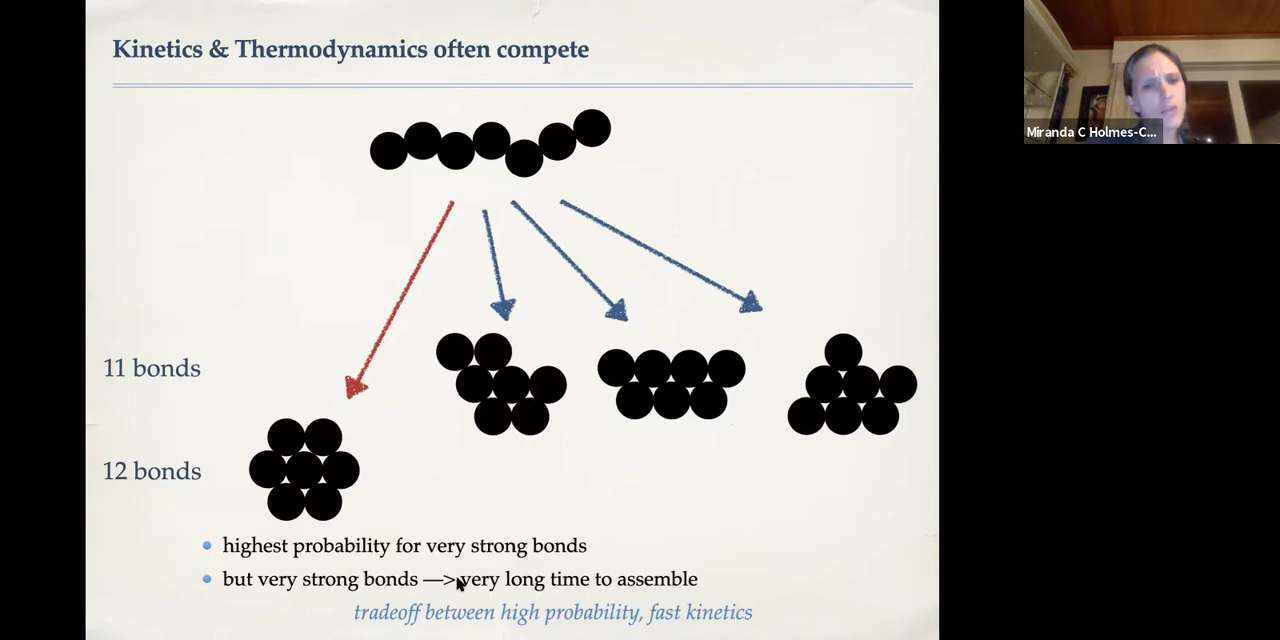 Kinetics & Thermodynamics often compete
Miranda C Holmes-C...
11 bonds
12 bonds
highest probability for very strong bonds
but very strong bonds —> very long time to assemble
tradeoff between high probability, fast kinetics